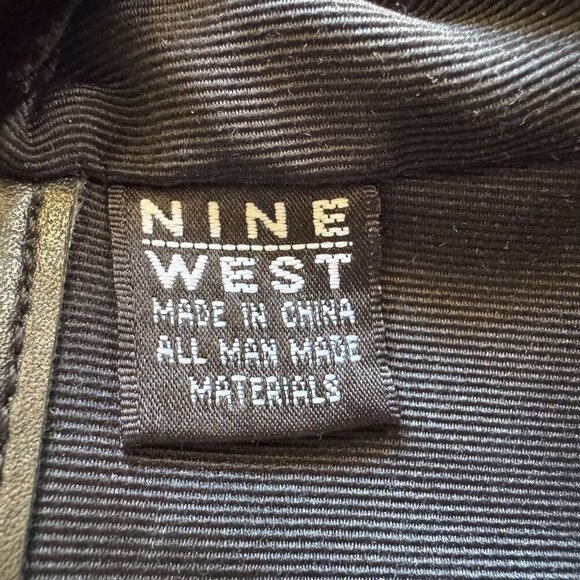 NINE
WEST
MADE IN CHINA
ALL MAN MADE
MATERIALS